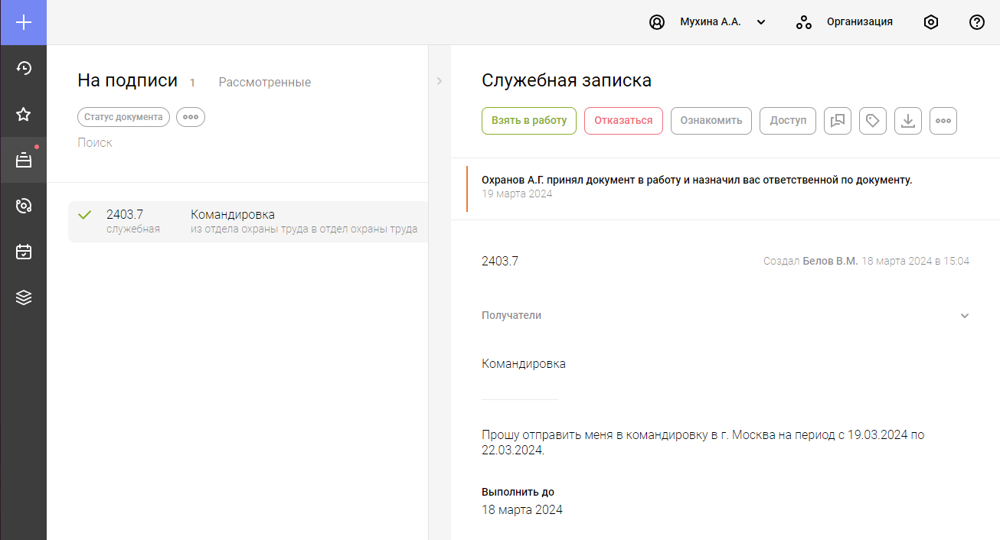 Мухина А.А.
Организация
На подписи 1 Рассмотренные
Статус документа
Поиск
2403.7 Командировка
служебная из отдела охраны труда в отдел охраны труда
Служебная записка
Взять в работу Отказаться Ознакомить Доступ
Охранов А.Г. принял документ в работу и назначил вас ответственной по документу.
19 марта 2024
2403.7 Создал Белов В.М. 18 марта 2024 в 15:04
Получатели
Командировка
Прошу отправить меня в командировку в г. Москва на период с 19.03.2024 по
22.03.2024.
Выполнить до
18 марта 2024